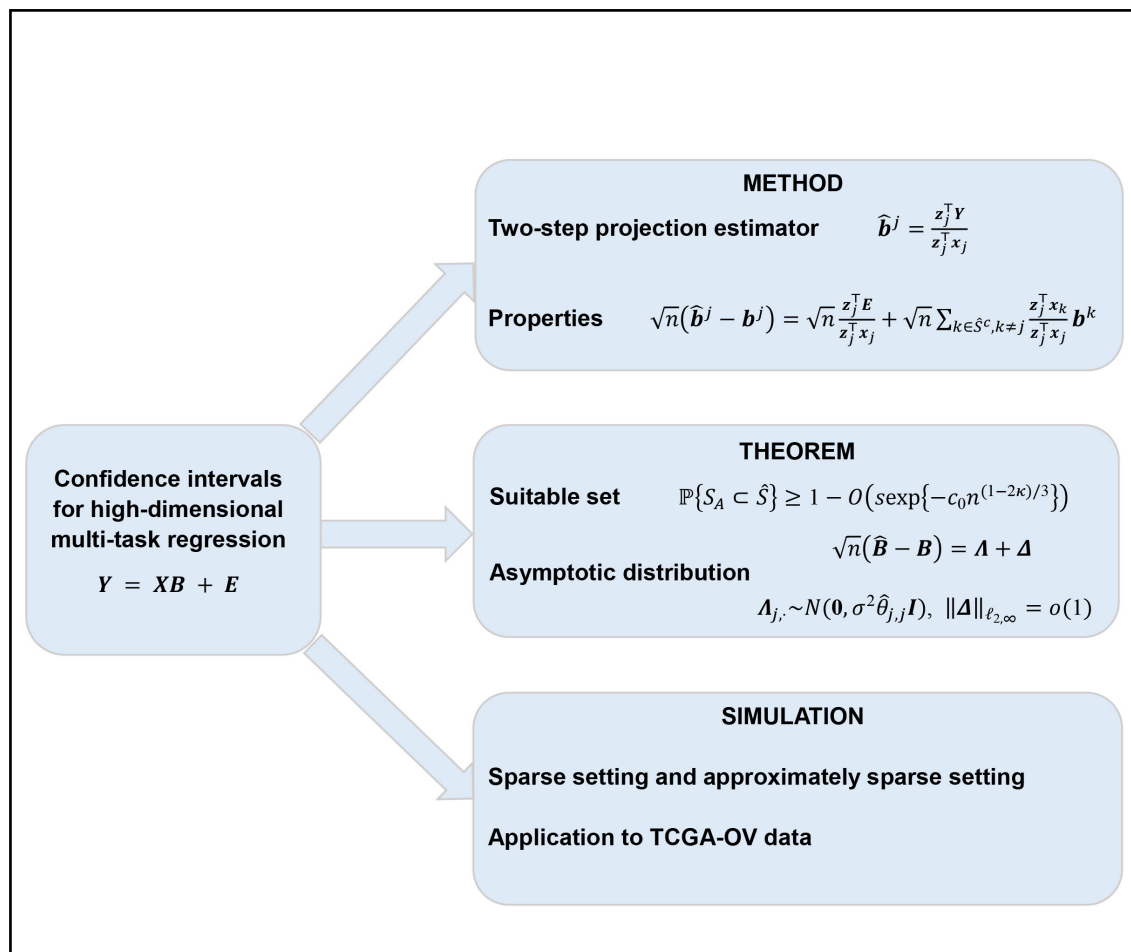 Confidence intervals
for high-dimensional
multi-task regression
Y = XB + E
METHOD
Two-step projection estimator  b̂^j = (z_j^⊤ Y)/(z_j^⊤ x_j)
Properties  √n(b̂^j − b^j) = √n (z_j^⊤ E)/(z_j^⊤ x_j) + √n ∑_{k∈Ŝ^c,k≠j} (z_j^⊤ x_k)/(z_j^⊤ x_j) b^k
THEOREM
Suitable set  ℙ{S_A ⊂ Ŝ} ≥ 1 − O(sexp{−c_0 n^{(1−2κ)/3}})
√n(B̂ − B) = Λ + Δ
Asymptotic distribution
Λ_{j,·}~N(0, σ^2 θ̂_{j,j} I), ‖Δ‖_{ℓ_{2,∞}} = o(1)
SIMULATION
Sparse setting and approximately sparse setting
Application to TCGA-OV data